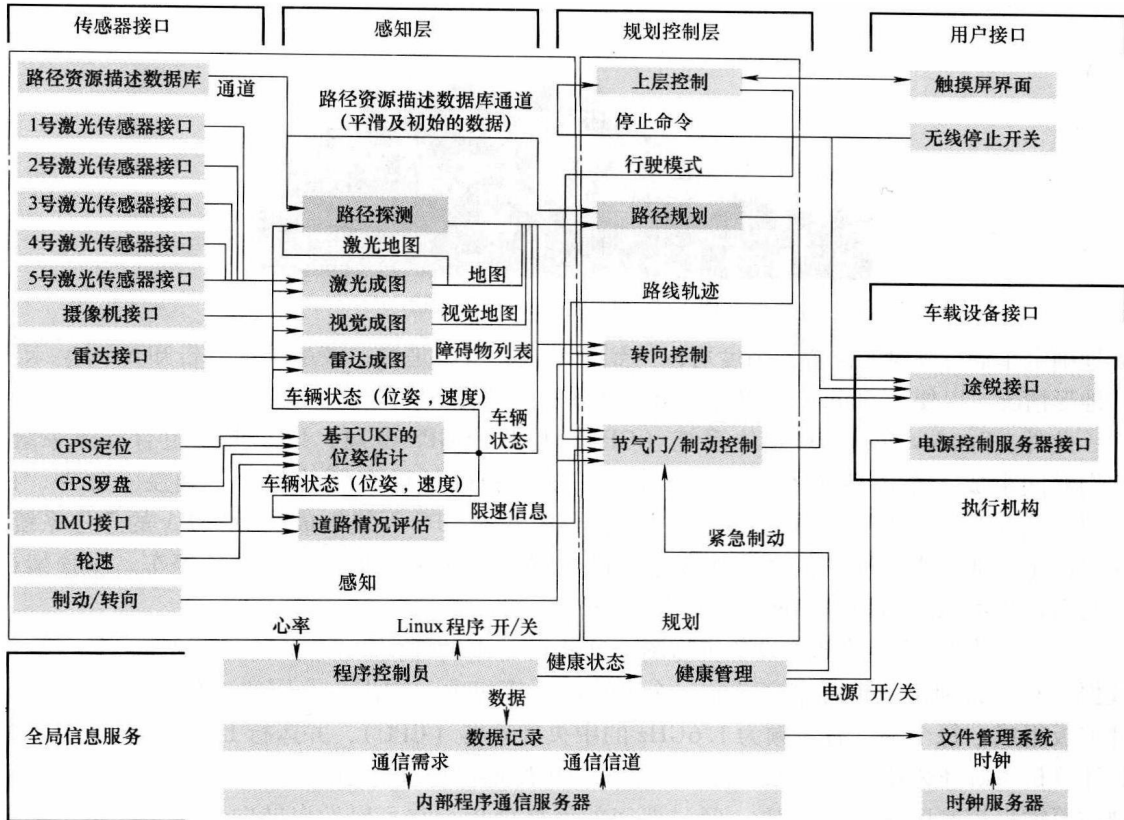 传感器接口
感知层
规划控制层
用户接口
路径资源描述数据库
通道
路径资源描述数据库通道
(平滑及初始的数据)
上层控制
触摸屏界面
停止命令
无线停止开关
行驶模式
1号激光传感器接口
2号激光传感器接口
3号激光传感器接口
4号激光传感器接口
5号激光传感器接口
摄像机接口
雷达接口
路径探测
激光地图
激光成图
地图
视觉成图
视觉地图
雷达成图
障碍物列表
路径规划
路线轨迹
转向控制
车载设备接口
途锐接口
电源控制服务器接口
执行机构
车辆状态(位姿,速度)
车辆
状态
GPS定位
GPS罗盘
IMU接口
轮速
制动/转向
基于UKF的
位姿估计
车辆状态(位姿,速度)
道路情况评估
限速信息
节气门/制动控制
紧急制动
感知
规划
心率
Linux程序 开/关
程序控制员
健康状态
健康管理
电源 开/关
数据
全局信息服务
数据记录
文件管理系统
通信需求
通信信道
时钟
内部程序通信服务器
时钟服务器